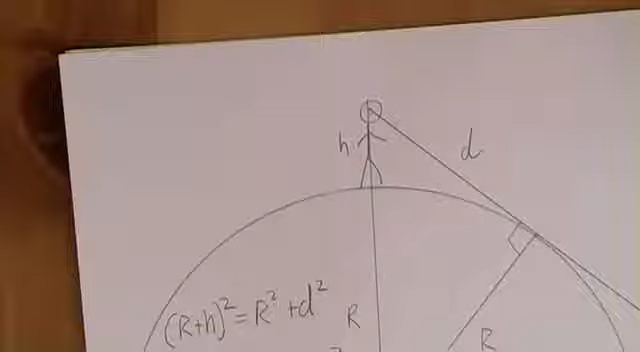 h
d
(R+h)² = R² + d²
R
R